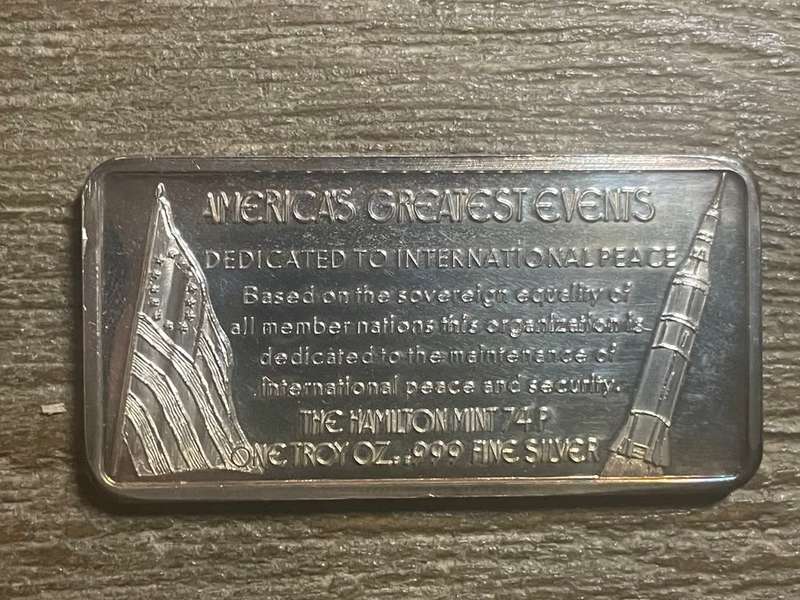 AMERICA'S GREATEST EVENTS
DEDICATED TO INTERNATIONAL PEACE
Based on the sovereign equality of
all member nations this organization is
dedicated to the maintenance of
international peace and security.
THE HAMILTON MINT 74 P
ONE TROY OZ. .999 FINE SILVER